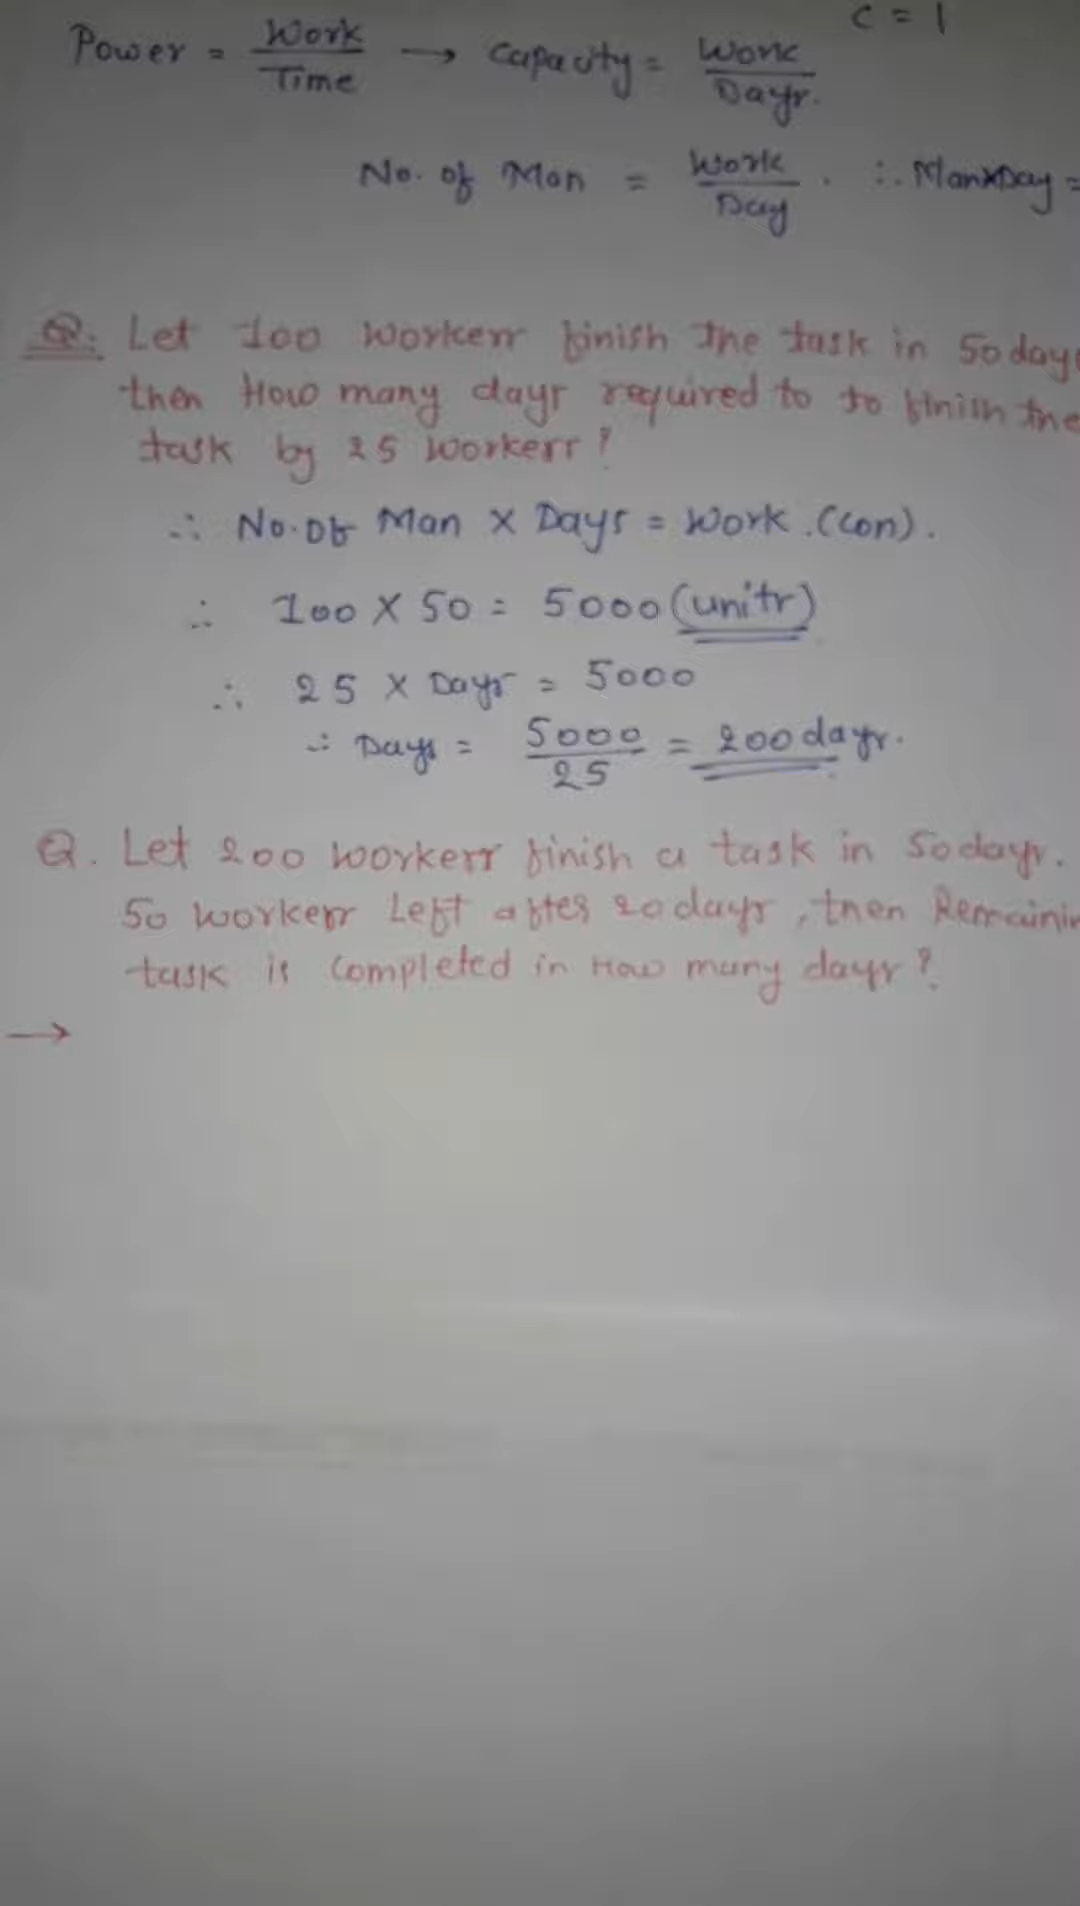 C = 1
Power = Work / Time → Capacity = Work / Days.
No. of Man = Work / Day . ∴ Man×Day =
Q. Let 100 workers finish the task in 50 days
then How many days required to to finish the
task by 25 workers?
∴ No. Of Man × Days = Work . (con).
∴ 100 × 50 = 5000 (units)
∴ 25 × Days = 5000
∴ Days = 5000 / 25 = 200 days.
Q. Let 200 workers finish a task in 50 days.
50 workers Left after 20 days , then Remainin
task is completed in How many days?
→